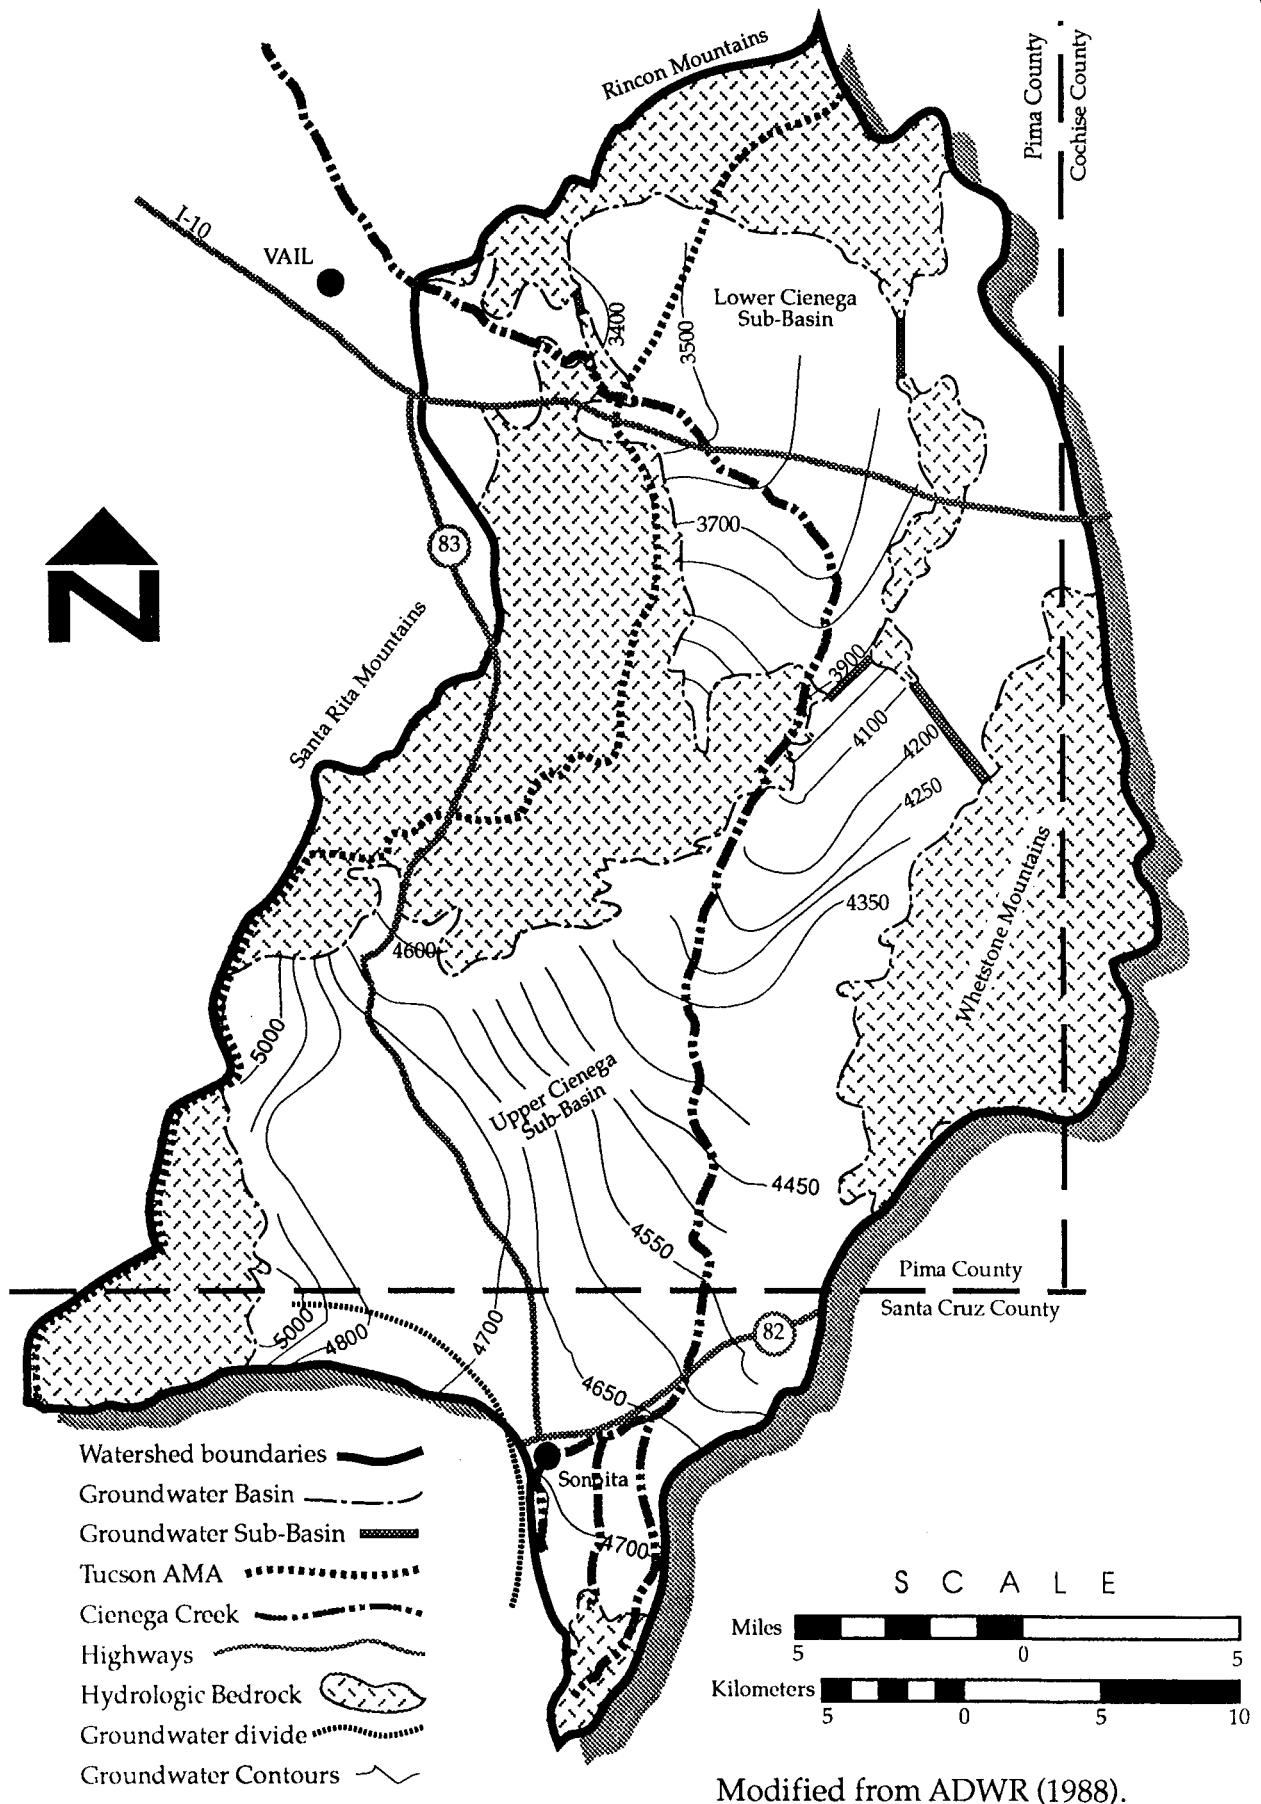 Rincon Mountains
Pima County
Cochise County
I-10
VAIL
Lower Cienega
Sub-Basin
3400
3500
3700
83
N
Santa Rita Mountains
3900
4100
4200
4250
4350
Whetstone Mountains
4600
5000
Upper Cienega
Sub-Basin
4450
4550
Pima County
Santa Cruz County
5000
4800
4700
82
4650
Sonoita
4700
Watershed boundaries
Groundwater Basin
Groundwater Sub-Basin
Tucson AMA
Cienega Creek
Highways
Hydrologic Bedrock
Groundwater divide
Groundwater Contours
SCALE
Miles
5 0 5
Kilometers
5 0 5 10
Modified from ADWR (1988).